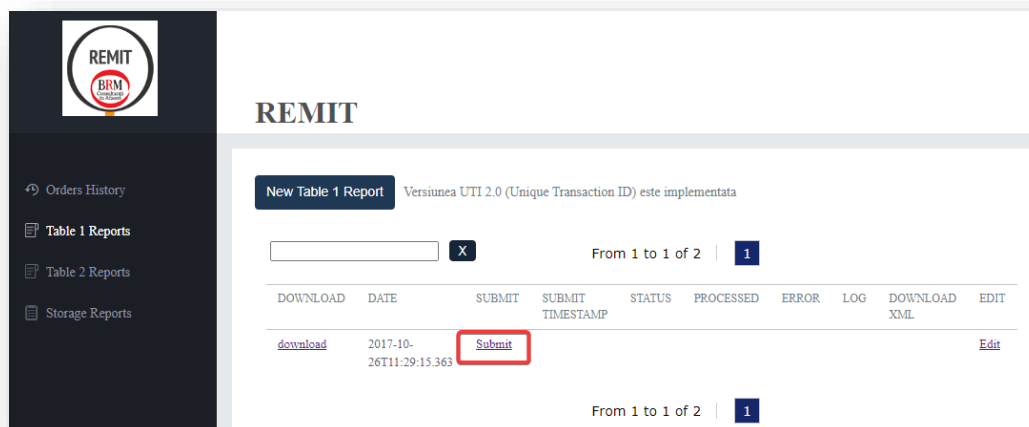 REMIT
BRM
REMIT
Orders History
Table 1 Reports
Table 2 Reports
Storage Reports
New Table 1 Report Versiunea UTI 2.0 (Unique Transaction ID) este implementata
X From 1 to 1 of 2 1
DOWNLOAD DATE SUBMIT SUBMIT TIMESTAMP STATUS PROCESSED ERROR LOG DOWNLOAD XML EDIT
download 2017-10-26T11:29:15.363 Submit Edit
From 1 to 1 of 2 1